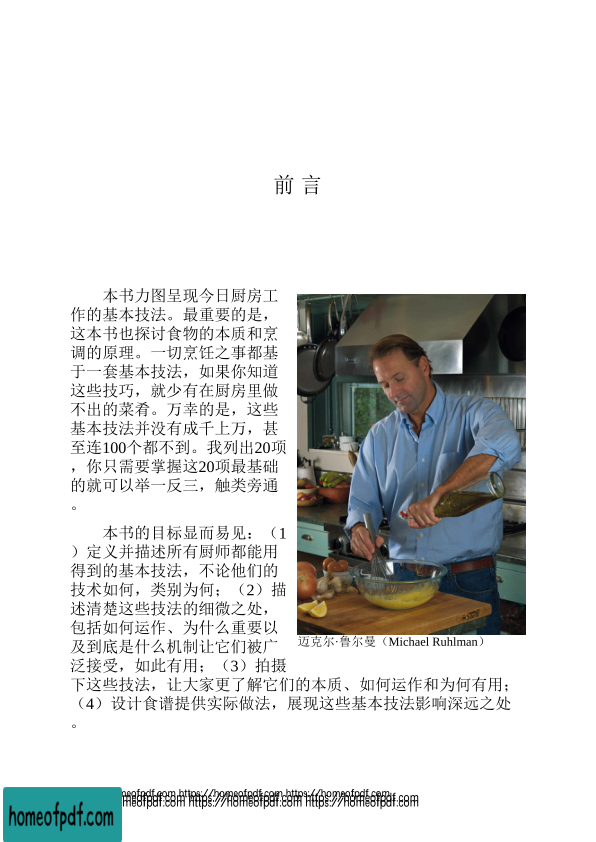 前 言
本书力图呈现今日厨房工
作的基本技法。最重要的是，
这本书也探讨食物的本质和烹
调的原理。一切烹饪之事都基
于一套基本技法，如果你知道
这些技巧，就少有在厨房里做
不出的菜肴。万幸的是，这些
基本技法并没有成千上万，甚
至连100个都不到。我列出20项
，你只需要掌握这20项最基础
的就可以举一反三，触类旁通
。
本书的目标显而易见：（1
）定义并描述所有厨师都能用
得到的基本技法，不论他们的
技术如何，类别为何；（2）描
述清楚这些技法的细微之处，
包括如何运作、为什么重要以
及到底是什么机制让它们被广
泛接受，如此有用；（3）拍摄
迈克尔·鲁尔曼（Michael Ruhlman）
下这些技法，让大家更了解它们的本质、如何运作和为何有用；
（4）设计食谱提供实际做法，展现这些基本技法影响深远之处
。
homeofpdf.com https://homeofpdf.com https://homeofpdf.com
homeofpdf.com https://homeofpdf.com https://homeofpdf.com
homeofpdf.com